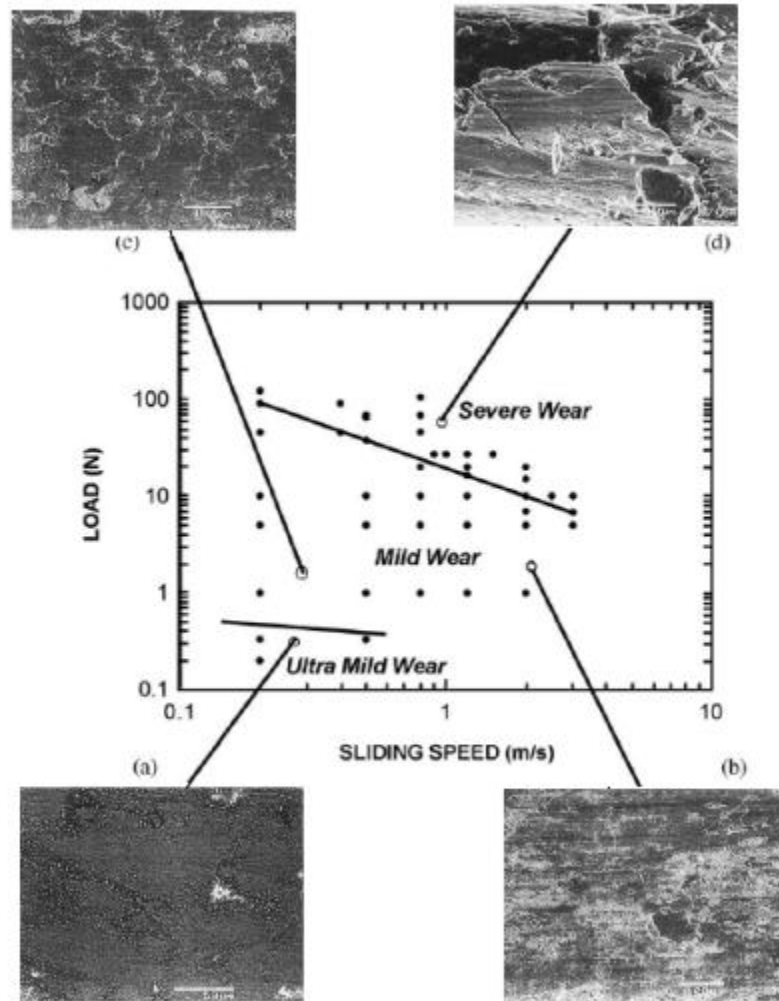 (c)
(d)
1000
100
10
1
0.1
LOAD (N)
Severe Wear
Mild Wear
Ultra Mild Wear
0.1
1
10
SLIDING SPEED (m/s)
(a)
(b)